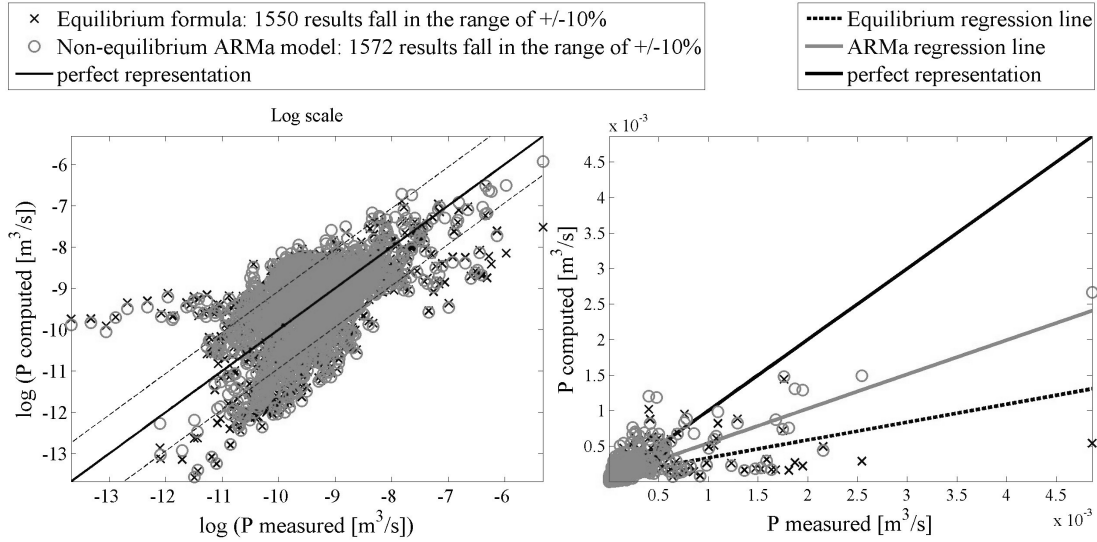 Equilibrium formula: 1550 results fall in the range of +/-10%
Non-equilibrium ARMa model: 1572 results fall in the range of +/-10%
perfect representation
Equilibrium regression line
ARMa regression line
perfect representation
Log scale
-6
-7
-8
-9
-10
-11
-12
-13
log (P computed [m³/s])
-13
-12
-11
-10
-9
-8
-7
-6
log (P measured [m³/s])
x 10⁻³
4.5
4
3.5
3
2.5
2
1.5
1
0.5
P computed [m³/s]
0.5
1
1.5
2
2.5
3
3.5
4
4.5
x 10⁻³
P measured [m³/s]